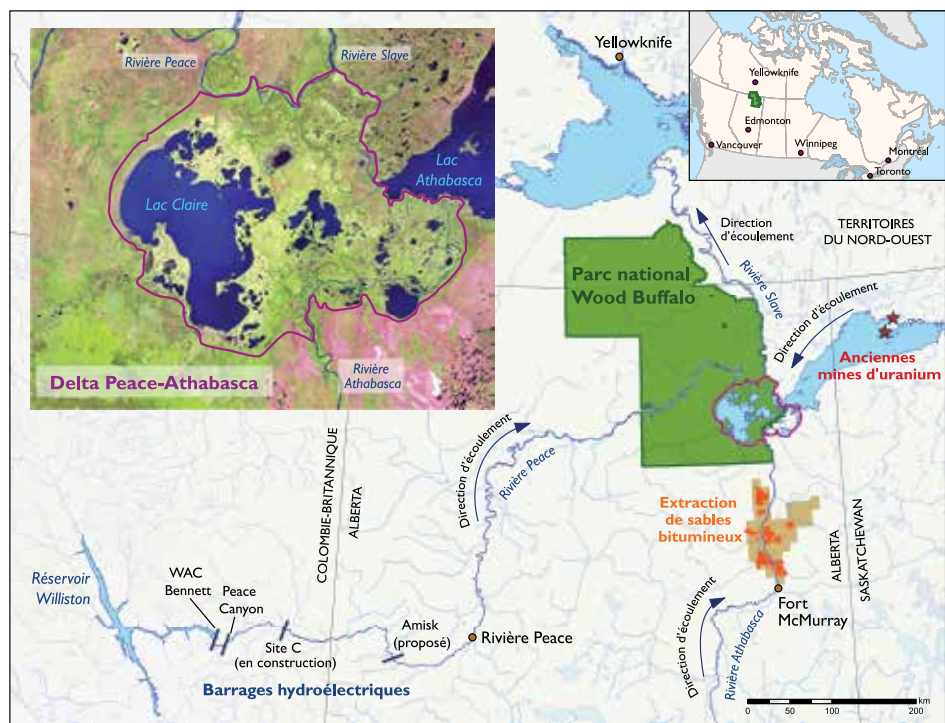 Rivière Peace
Rivière Slave
Lac
Athabasca
Lac Claire
Rivière
Athabasca
Delta Peace-Athabasca
Yellowknife
Yellowknife
Edmonton
Vancouver
Winnipeg
Montréal
Toronto
Direction
d'écoulement
TERRITOIRES
DU NORD-OUEST
Parc national
Wood Buffalo
Rivière Slave
Direction d'écoulement
Anciennes
mines d'uranium
Direction d'écoulement
Rivière Peace
COLOMBIE-BRITANNIQUE
ALBERTA
Extraction
de sables
bitumineux
ALBERTA
SASKATCHEWAN
Réservoir
Williston
WAC
Bennett
Peace
Canyon
Site C
(en construction)
Amisk
(proposé)
Rivière Peace
Barrages hydroélectriques
Direction d'écoulement
Rivière Athabasca
Fort
McMurray
0 50 100 200
km